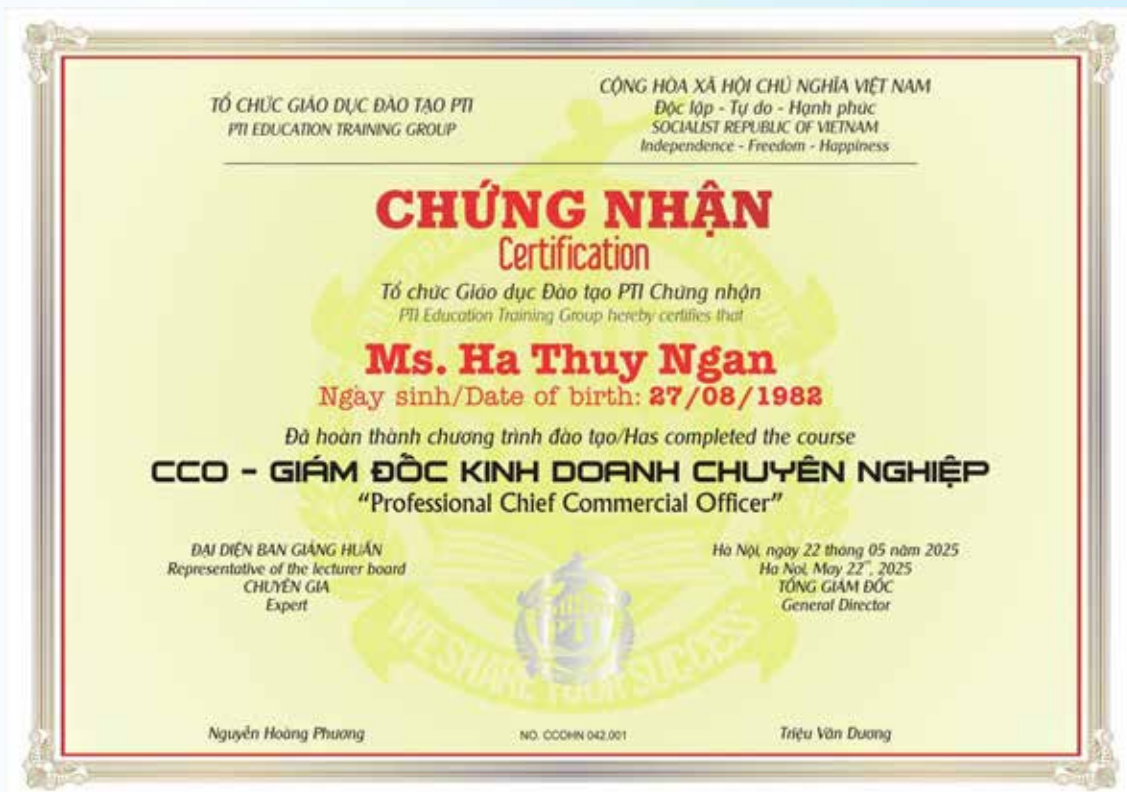 TỔ CHỨC GIÁO DỤC ĐÀO TẠO PTI
PTI EDUCATION TRAINING GROUP
CỘNG HÒA XÃ HỘI CHỦ NGHĨA VIỆT NAM
Độc lập - Tự do - Hạnh phúc
SOCIALIST REPUBLIC OF VIETNAM
Independence - Freedom - Happiness
CHỨNG NHẬN
Certification
Tổ chức Giáo dục Đào tạo PTI Chứng nhận
PTI Education Training Group hereby certifies that
Ms. Ha Thuy Ngan
Ngày sinh/Date of birth: 27/08/1982
Đã hoàn thành chương trình đào tạo/Has completed the course
CCO - GIÁM ĐỐC KINH DOANH CHUYÊN NGHIỆP
"Professional Chief Commercial Officer"
ĐẠI DIỆN BAN GIẢNG HUẤN
Representative of the lecturer board
CHUYÊN GIA
Expert
Hà Nội, ngày 22 tháng 05 năm 2025
Ha Noi, May 22, 2025
TỔNG GIÁM ĐỐC
General Director
PTI
WE SHARE YOUR SUCCESS
Nguyễn Hoàng Phương
NO. CCOHN 042.001
Triệu Văn Dương